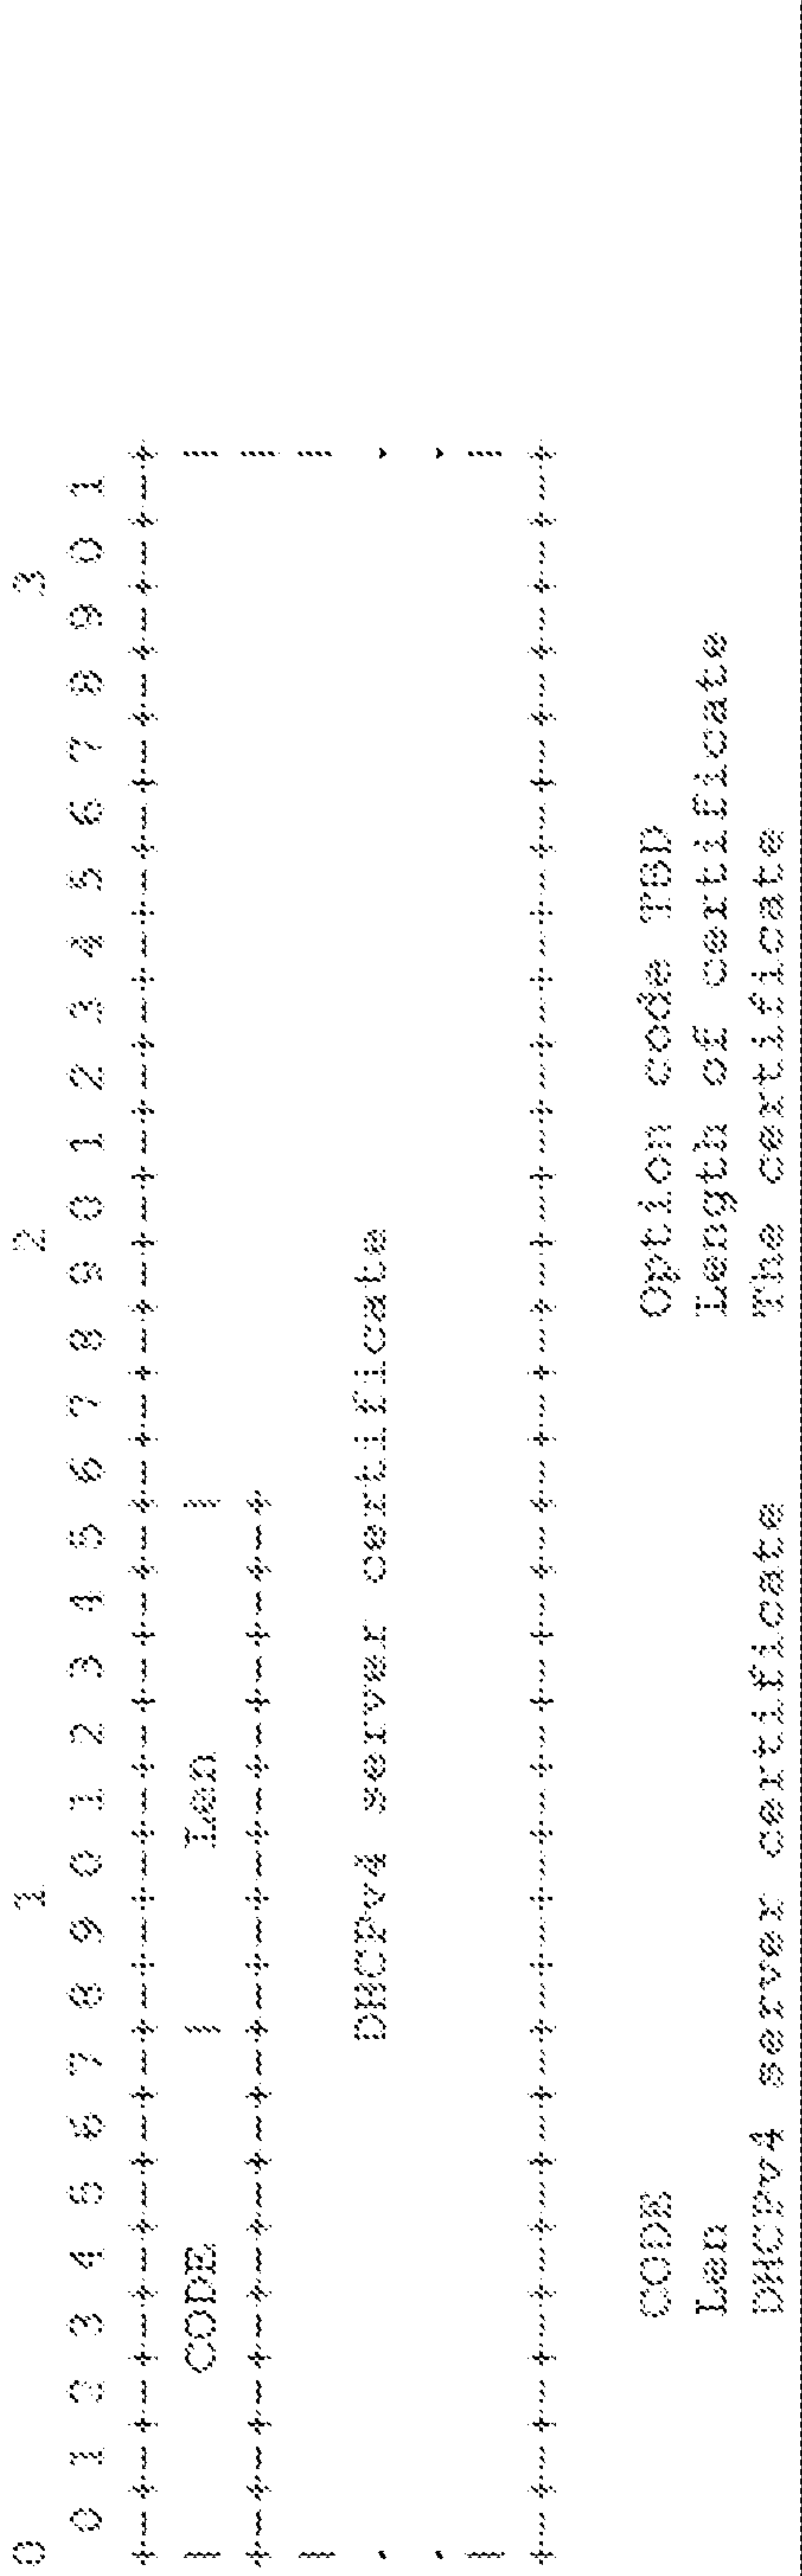 0                   1                   2                   3
 0 1 2 3 4 5 6 7 8 9 0 1 2 3 4 5 6 7 8 9 0 1 2 3 4 5 6 7 8 9 0 1
+-+-+-+-+-+-+-+-+-+-+-+-+-+-+-+-+-+-+-+-+-+-+-+-+-+-+-+-+-+-+-+-+
|     CODE      |     Len       |                               |
+-+-+-+-+-+-+-+-+-+-+-+-+-+-+-+-+                               |
|                                                               |
.               DHCPv4 server certificate                       .
.                                                               .
|                                                               |
+-+-+-+-+-+-+-+-+-+-+-+-+-+-+-+-+-+-+-+-+-+-+-+-+-+-+-+-+-+-+-+-+
CODE                          Option code TBD
Len                           Length of certificate
DHCPv4 server certificate     The certificate